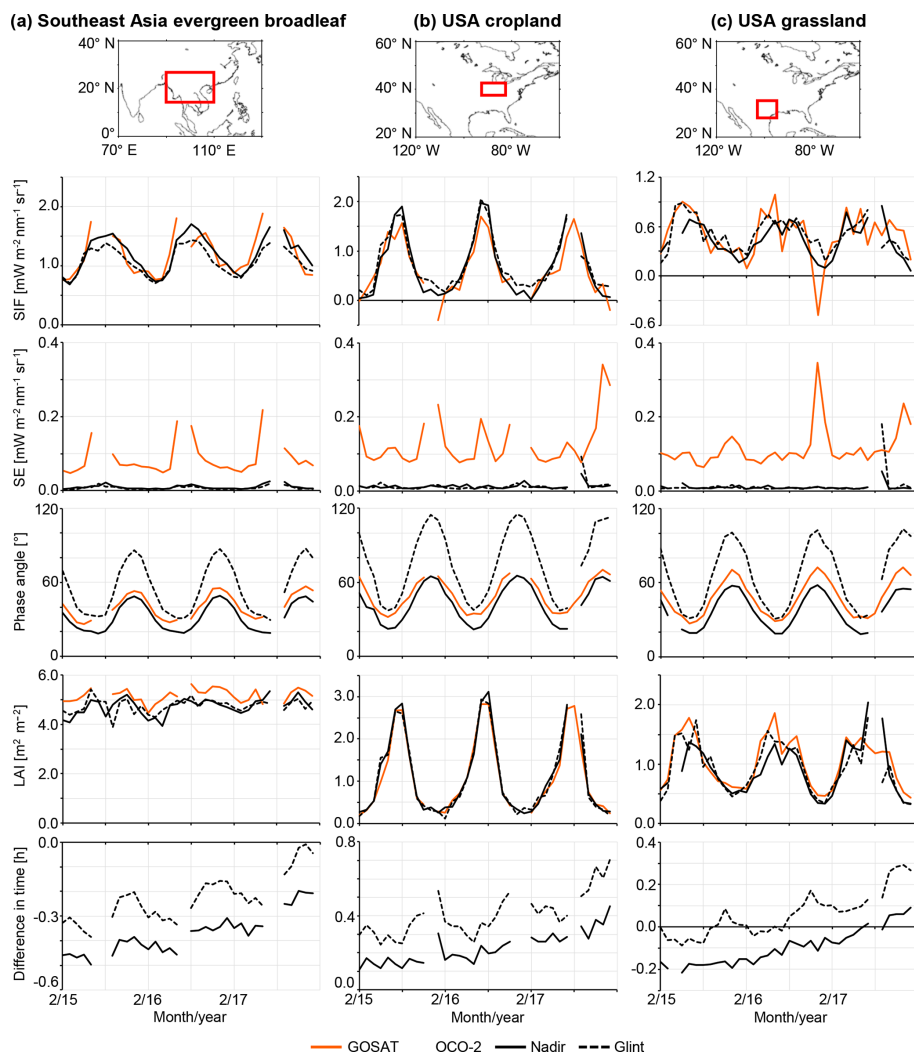 (a) Southeast Asia evergreen broadleaf
(b) USA cropland
(c) USA grassland
40° N
20° N
0°
70° E
110° E
60° N
40° N
20° N
120° W
80° W
60° N
40° N
20° N
120° W
80° W
SIF [mW m-2 nm-1 sr-1]
2.0
1.0
0.0
2.0
1.0
0.0
1.2
0.6
0.0
-0.6
SE [mW m-2 nm-1 sr-1]
0.4
0.2
0.0
0.4
0.2
0.0
0.4
0.2
0.0
Phase angle [°]
120
60
0
120
60
0
120
60
0
LAI [m2 m-2]
6.0
4.0
2.0
0.0
3.0
2.0
1.0
0.0
3.0
2.0
1.0
0.0
Difference in time [h]
0.0
-0.3
-0.6
0.8
0.4
0.0
0.4
0.2
0.0
-0.2
2/15
2/16
2/17
2/15
2/16
2/17
2/15
2/16
2/17
Month/year
Month/year
Month/year
GOSAT OCO-2 Nadir Glint